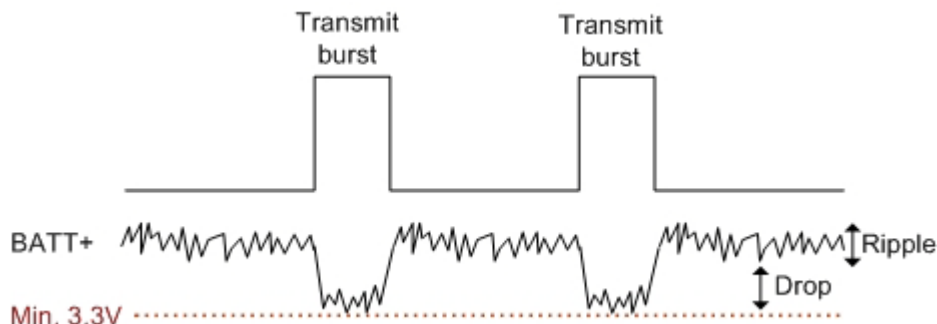 Transmit
burst
Transmit
burst
BATT+
Ripple
Drop
Min. 3.3V